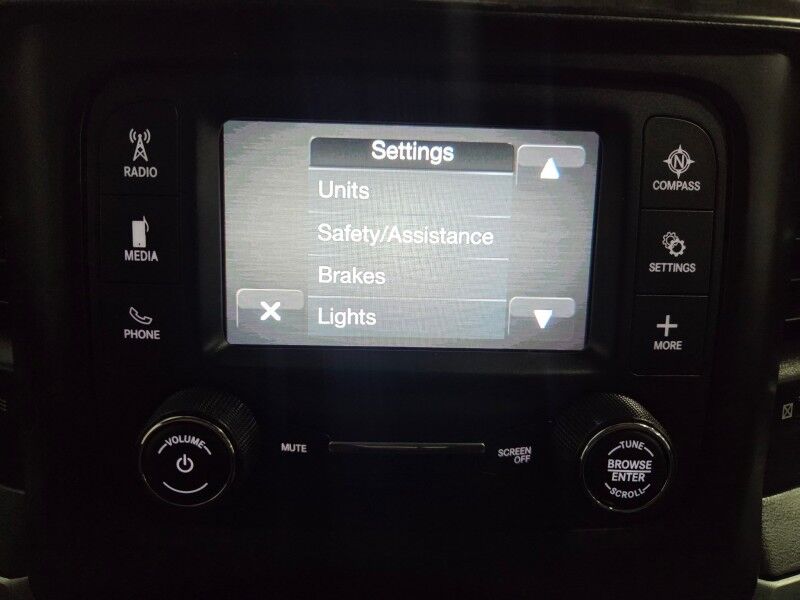 RADIO
MEDIA
PHONE
Settings
Units
Safety/Assistance
Brakes
Lights
N
COMPASS
SETTINGS
MORE
VOLUME
MUTE
SCREEN
OFF
TUNE
BROWSE
ENTER
SCROLL